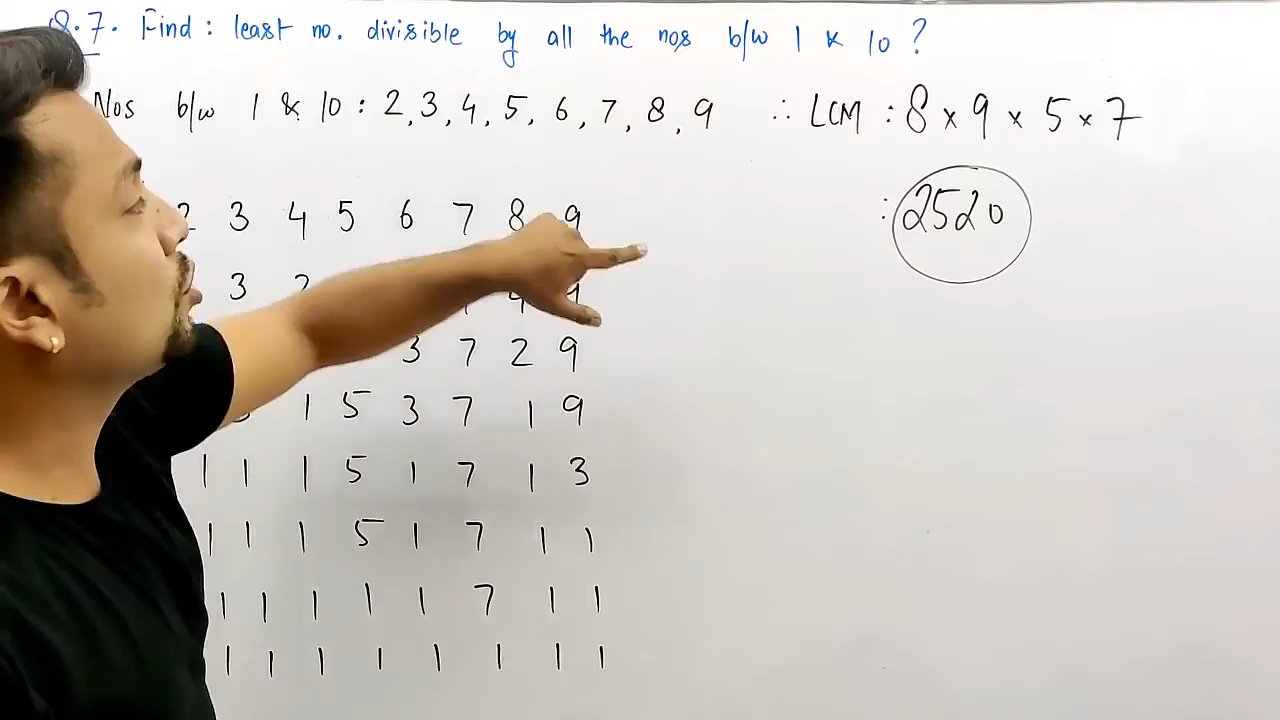 8.7. Find : least no. divisible by all the nos b/w 1 & 10 ?
Nos b/w 1 & 10 : 2, 3, 4, 5, 6, 7, 8, 9 ∴ LCM : 8 × 9 × 5 × 7
: 2520
2 3 4 5 6 7 8 9
3 2 9
3 7 2 9
1 5 3 7 1 9
1 1 1 5 1 7 1 3
1 1 1 5 1 7 1 1
1 1 1 1 1 7 1 1
1 1 1 1 1 1 1 1